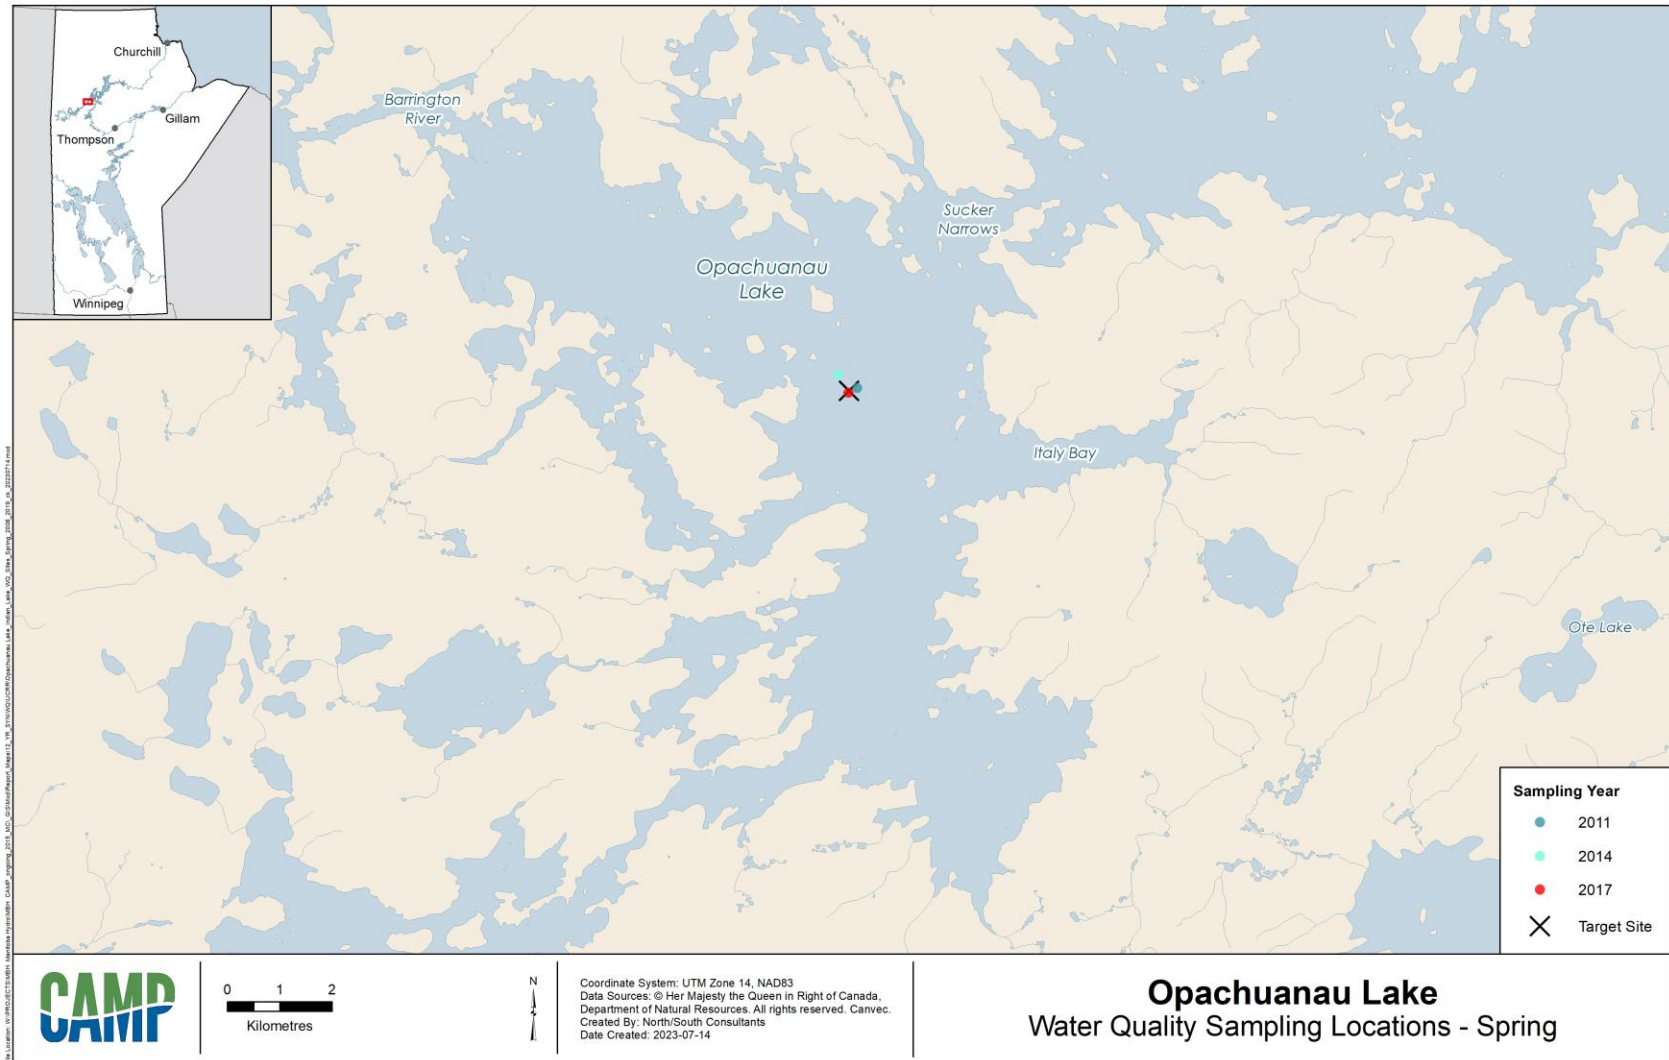 Churchill
Gillam
Thompson
Winnipeg
Barrington
River
Sucker
Narrows
Opachuanau
Lake
Italy Bay
Ote Lake
Sampling Year
2011
2014
2017
Target Site
CAMP
0 1 2
Kilometres
N
Coordinate System: UTM Zone 14, NAD83
Data Sources: © Her Majesty the Queen in Right of Canada,
Department of Natural Resources. All rights reserved. Canvec.
Created By: North/South Consultants
Date Created: 2023-07-14
Opachuanau Lake
Water Quality Sampling Locations - Spring